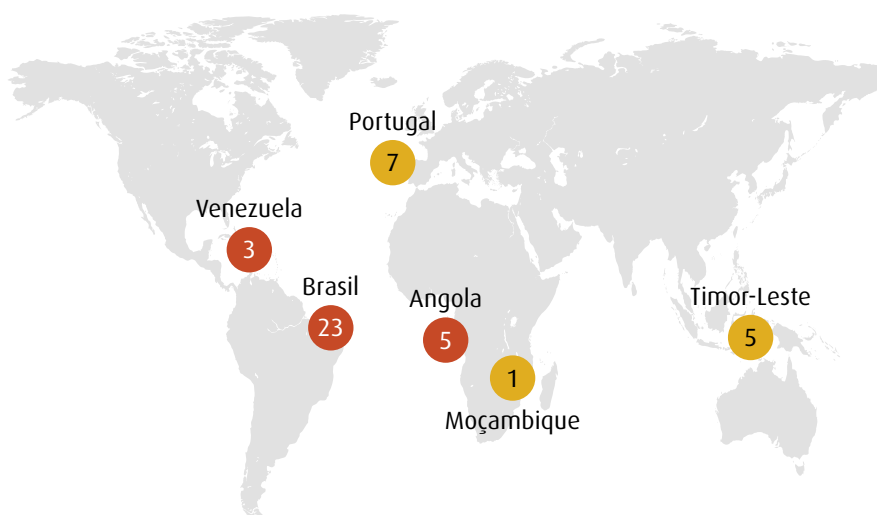 Portugal
7
Venezuela
3
Brasil
23
Angola
5
Timor-Leste
5
1
Moçambique